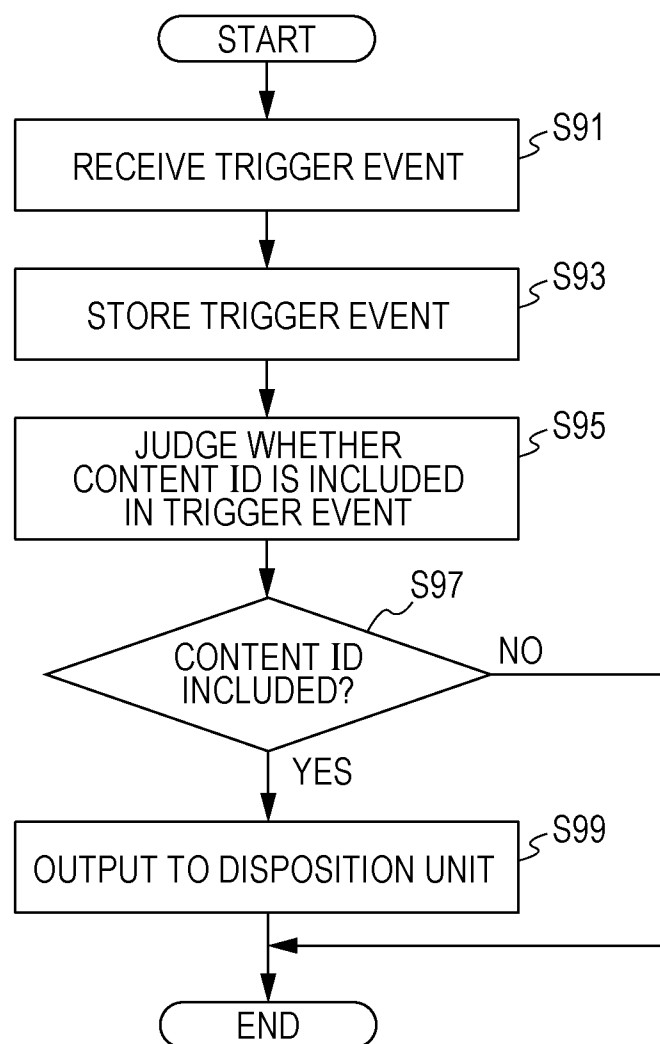 START
RECEIVE TRIGGER EVENT
S91
STORE TRIGGER EVENT
S93
JUDGE WHETHER
CONTENT ID IS INCLUDED
IN TRIGGER EVENT
S95
S97
CONTENT ID
INCLUDED?
NO
YES
OUTPUT TO DISPOSITION UNIT
S99
END